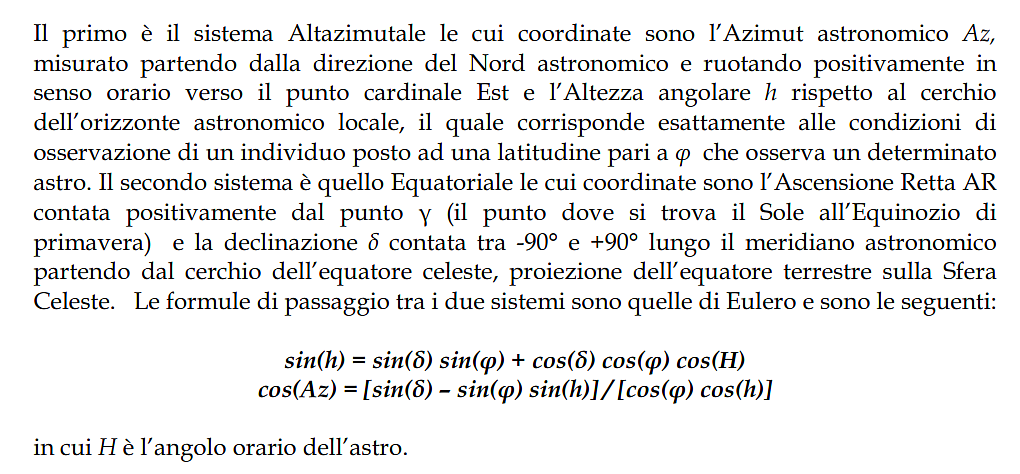 Il primo è il sistema Altazimutale le cui coordinate sono l'Azimut astronomico Az,
misurato partendo dalla direzione del Nord astronomico e ruotando positivamente in
senso orario verso il punto cardinale Est e l'Altezza angolare h rispetto al cerchio
dell'orizzonte astronomico locale, il quale corrisponde esattamente alle condizioni di
osservazione di un individuo posto ad una latitudine pari a φ che osserva un determinato
astro. Il secondo sistema è quello Equatoriale le cui coordinate sono l'Ascensione Retta AR
contata positivamente dal punto γ (il punto dove si trova il Sole all'Equinozio di
primavera) e la declinazione δ contata tra -90° e +90° lungo il meridiano astronomico
partendo dal cerchio dell'equatore celeste, proiezione dell'equatore terrestre sulla Sfera
Celeste. Le formule di passaggio tra i due sistemi sono quelle di Eulero e sono le seguenti:
sin(h) = sin(δ) sin(φ) + cos(δ) cos(φ) cos(H)
cos(Az) = [sin(δ) – sin(φ) sin(h)]/[cos(φ) cos(h)]
in cui H è l'angolo orario dell'astro.